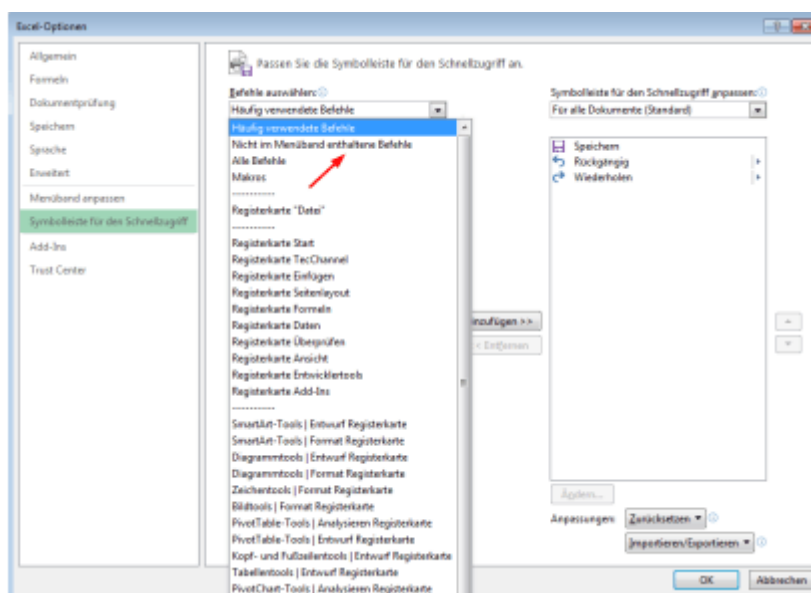 Excel-Optionen
Allgemein
Formeln
Dokumentprüfung
Speichern
Sprache
Erweitert
Menüband anpassen
Symbolleiste für den Schnellzugriff
Add-Ins
Trust Center
Passen Sie die Symbolleiste für den Schnellzugriff an.
Befehle auswählen:
Häufig verwendete Befehle
Häufig verwendete Befehle
Nicht im Menüband enthaltene Befehle
Alle Befehle
Makros
-----------
Registerkarte "Datei"
-----------
Registerkarte Start
Registerkarte TecChannel
Registerkarte Einfügen
Registerkarte Seitenlayout
Registerkarte Formeln
Registerkarte Daten
Registerkarte Überprüfen
Registerkarte Ansicht
Registerkarte Entwicklertools
Registerkarte Add-Ins
-----------
SmartArt-Tools | Entwurf Registerkarte
SmartArt-Tools | Format Registerkarte
Diagrammtools | Entwurf Registerkarte
Diagrammtools | Format Registerkarte
Zeichentools | Format Registerkarte
Bildtools | Format Registerkarte
PivotTable-Tools | Analysieren Registerkarte
PivotTable-Tools | Entwurf Registerkarte
Kopf- und Fußzeilentools | Entwurf Registerkarte
Tabellentools | Entwurf Registerkarte
PivotChart-Tools | Analysieren Registerkarte
inzufügen >>
< Entfernen
Symbolleiste für den Schnellzugriff anpassen:
Für alle Dokumente (Standard)
Speichern
Rückgängig
Wiederholen
Ändern...
Anpassungen: Zurücksetzen
Importieren/Exportieren
OK Abbrechen